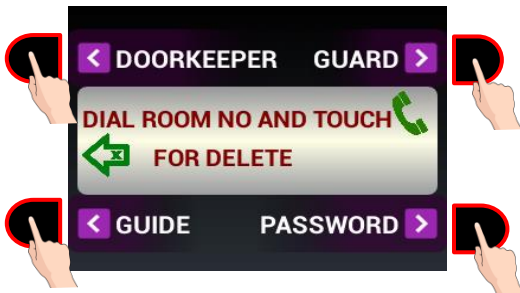 DOORKEEPER GUARD
DIAL ROOM NO AND TOUCH
FOR DELETE
GUIDE PASSWORD